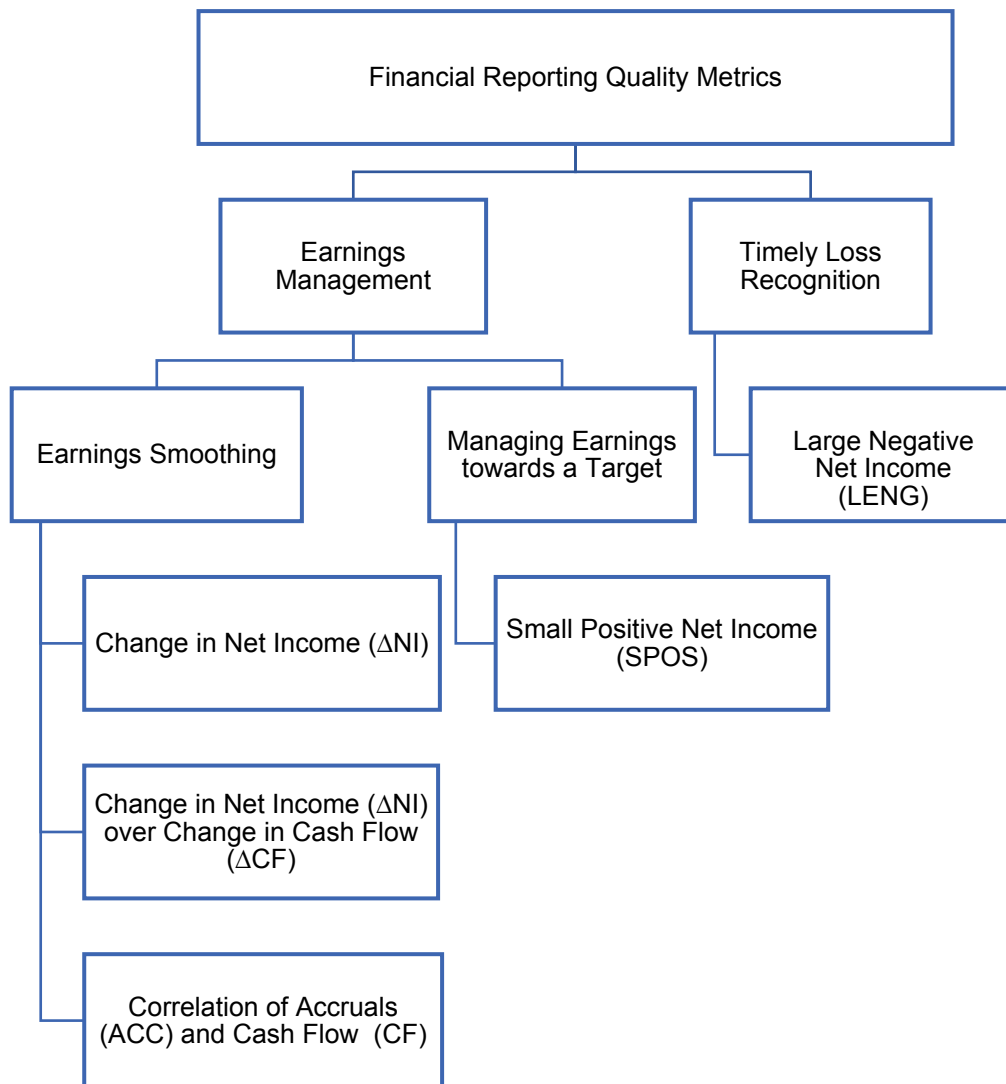 Financial Reporting Quality Metrics
Earnings
Management
Timely Loss
Recognition
Earnings Smoothing
Managing Earnings
towards a Target
Large Negative
Net Income
(LENG)
Change in Net Income (∆NI)
Small Positive Net Income
(SPOS)
Change in Net Income (∆NI)
over Change in Cash Flow
(∆CF)
Correlation of Accruals
(ACC) and Cash Flow  (CF)